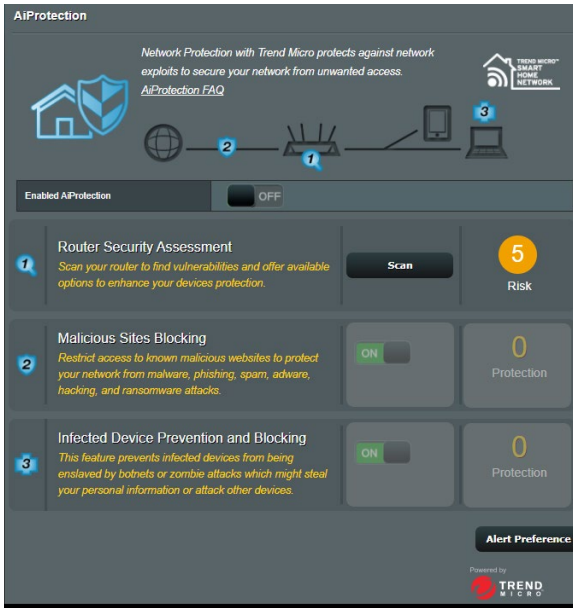 AiProtection
Network Protection with Trend Micro protects against network
exploits to secure your network from unwanted access.
AiProtection FAQ
TREND MICRO™
SMART
HOME
NETWORK
3
2
1
Enabled AiProtection
OFF
1
Router Security Assessment
Scan your router to find vulnerabilities and offer available
options to enhance your devices protection.
Scan
5
Risk
2
Malicious Sites Blocking
Restrict access to known malicious websites to protect
your network from malware, phishing, spam, adware,
hacking, and ransomware attacks.
ON
0
Protection
3
Infected Device Prevention and Blocking
This feature prevents infected devices from being
enslaved by botnets or zombie attacks which might steal
your personal information or attack other devices.
ON
0
Protection
Alert Preference
Powered by
TREND
MICRO